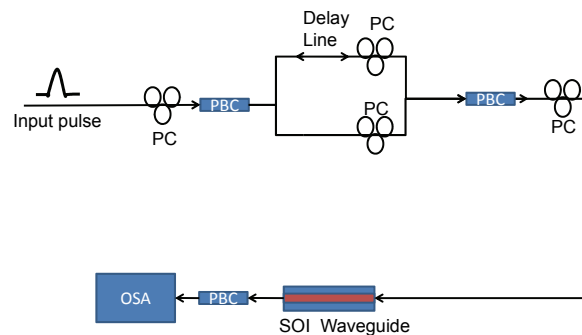 Delay
Line
PC
Input pulse
PC
PBC
PC
PBC
PC
OSA
PBC
SOI Waveguide